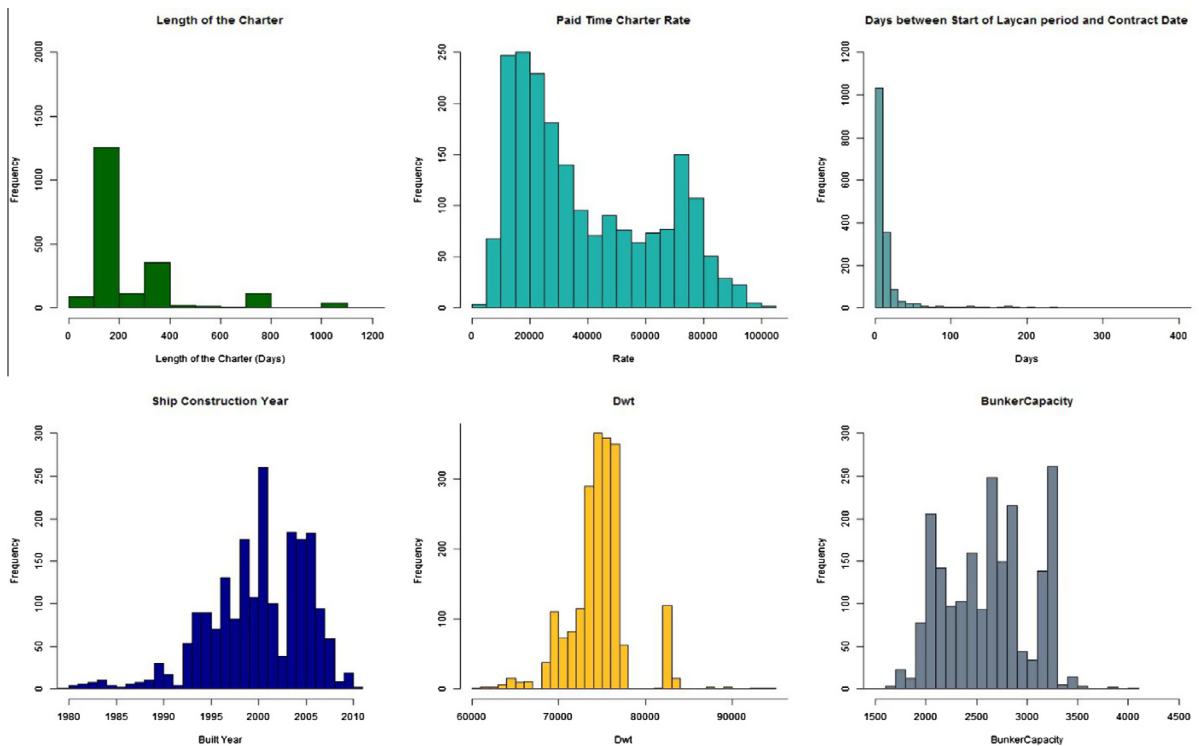 Length of the Charter
Paid Time Charter Rate
Days between Start of Laycan period and Contract Date
Frequency
0 500 1000 1500 2000
0 200 400 600 800 1000 1200
Length of the Charter (Days)
Frequency
0 50 100 150 200 250
0 20000 40000 60000 80000 100000
Rate
Frequency
0 200 400 600 800 1000 1200
0 100 200 300 400
Days
Ship Construction Year
Dwt
BunkerCapacity
Frequency
0 50 100 150 200 250 300
1980 1985 1990 1995 2000 2005 2010
Built Year
Frequency
0 100 200 300
60000 70000 80000 90000
Dwt
Frequency
0 50 100 150 200 250 300
1500 2000 2500 3000 3500 4000 4500
BunkerCapacity